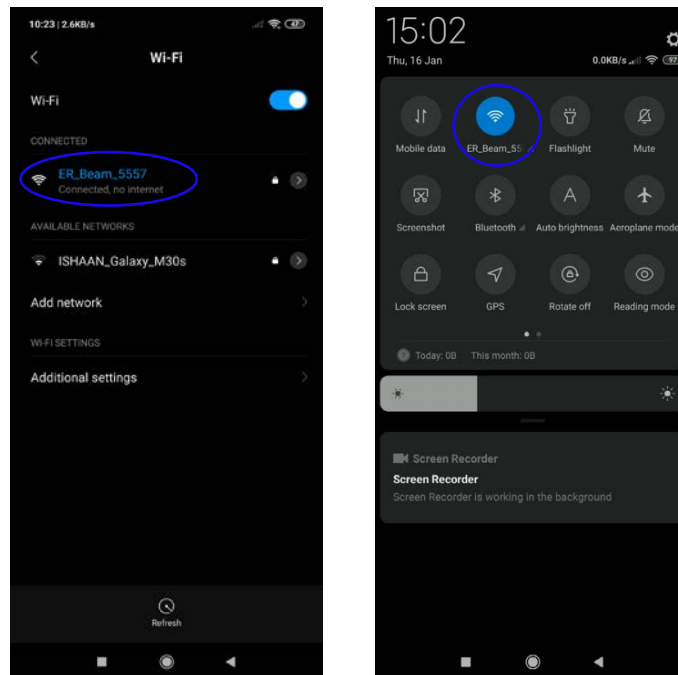 10:23 | 2.6KB/s 47
Wi-Fi
Wi-Fi
CONNECTED
ER_Beam_5557
Connected, no internet
AVAILABLE NETWORKS
ISHAAN_Galaxy_M30s
Add network
WI-FI SETTINGS
Additional settings
Refresh
15:02
Thu, 16 Jan 0.0KB/s 97
Mobile data ER_Beam_55 Flashlight Mute
Screenshot Bluetooth Auto brightness Aeroplane mode
Lock screen GPS Rotate off Reading mode
Today: 0B This month: 0B
Screen Recorder
Screen Recorder
Screen Recorder is working in the background